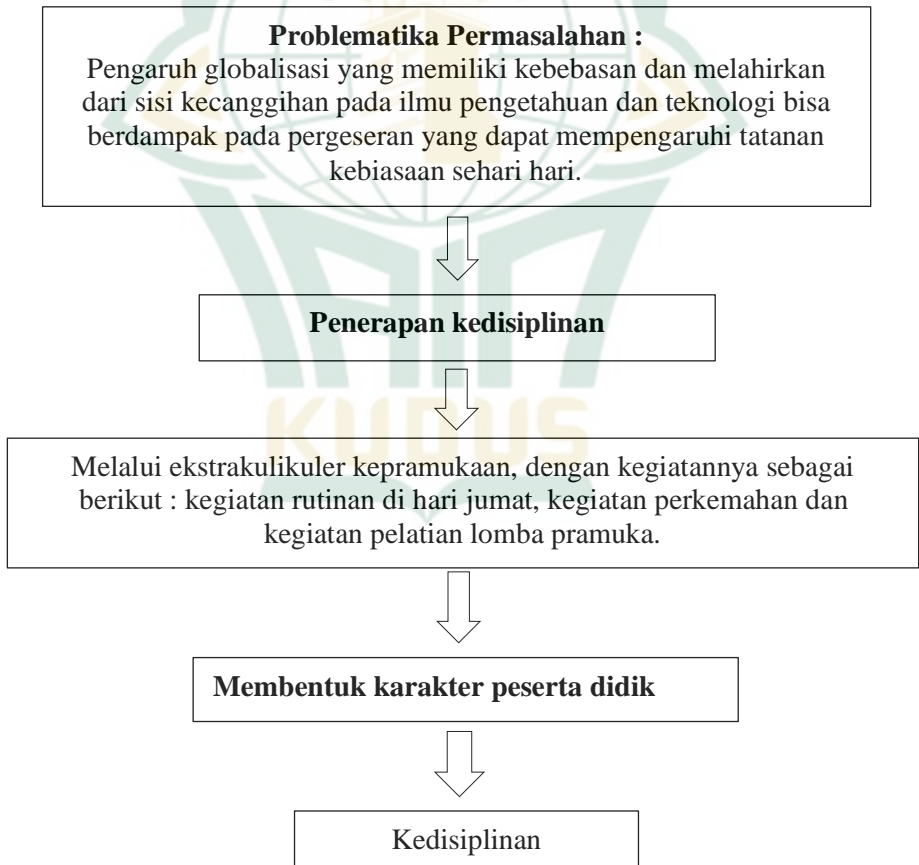 Problematika Permasalahan :
Pengaruh globalisasi yang memiliki kebebasan dan melahirkan
dari sisi kecanggihan pada ilmu pengetahuan dan teknologi bisa
berdampak pada pergeseran yang dapat mempengaruhi tatanan
kebiasaan sehari hari.
Penerapan kedisiplinan
KUDUS
Melalui ekstrakulikuler kepramukaan, dengan kegiatannya sebagai
berikut : kegiatan rutinan di hari jumat, kegiatan perkemahan dan
kegiatan pelatian lomba pramuka.
Membentuk karakter peserta didik
Kedisiplinan